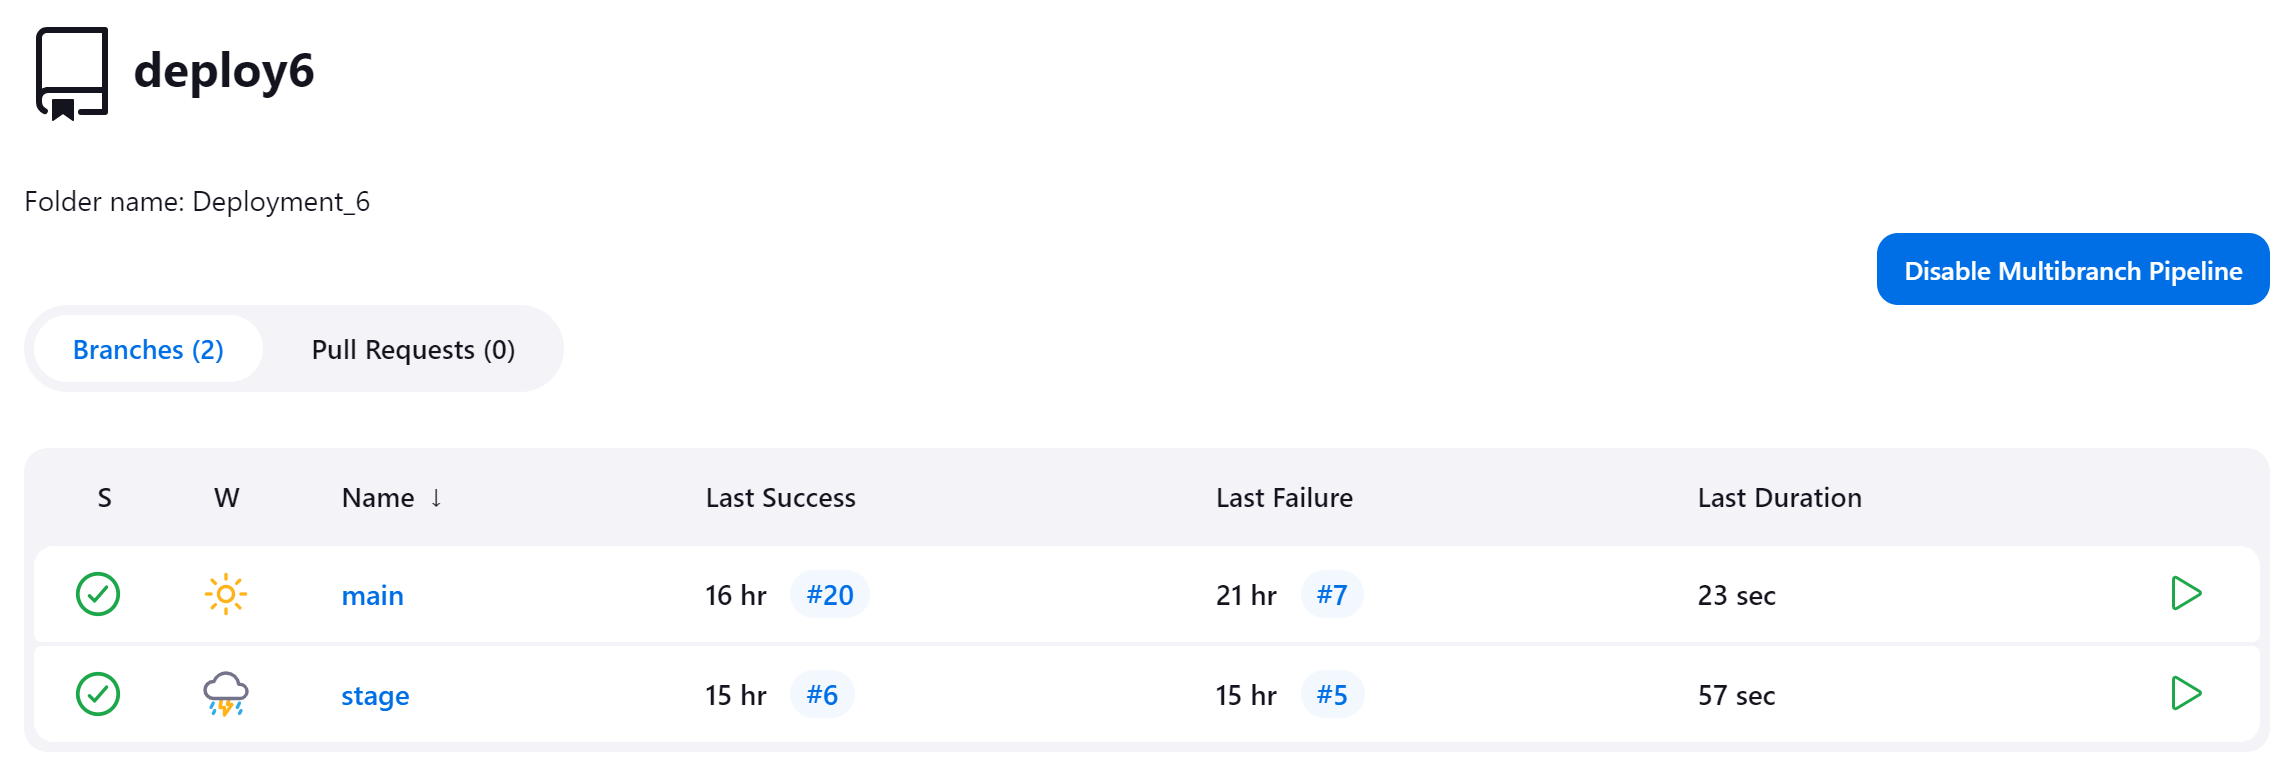 deploy6
Folder name: Deployment_6
Disable Multibranch Pipeline
Branches (2) Pull Requests (0)
S W Name ↓ Last Success Last Failure Last Duration
main 16 hr #20 21 hr #7 23 sec
stage 15 hr #6 15 hr #5 57 sec